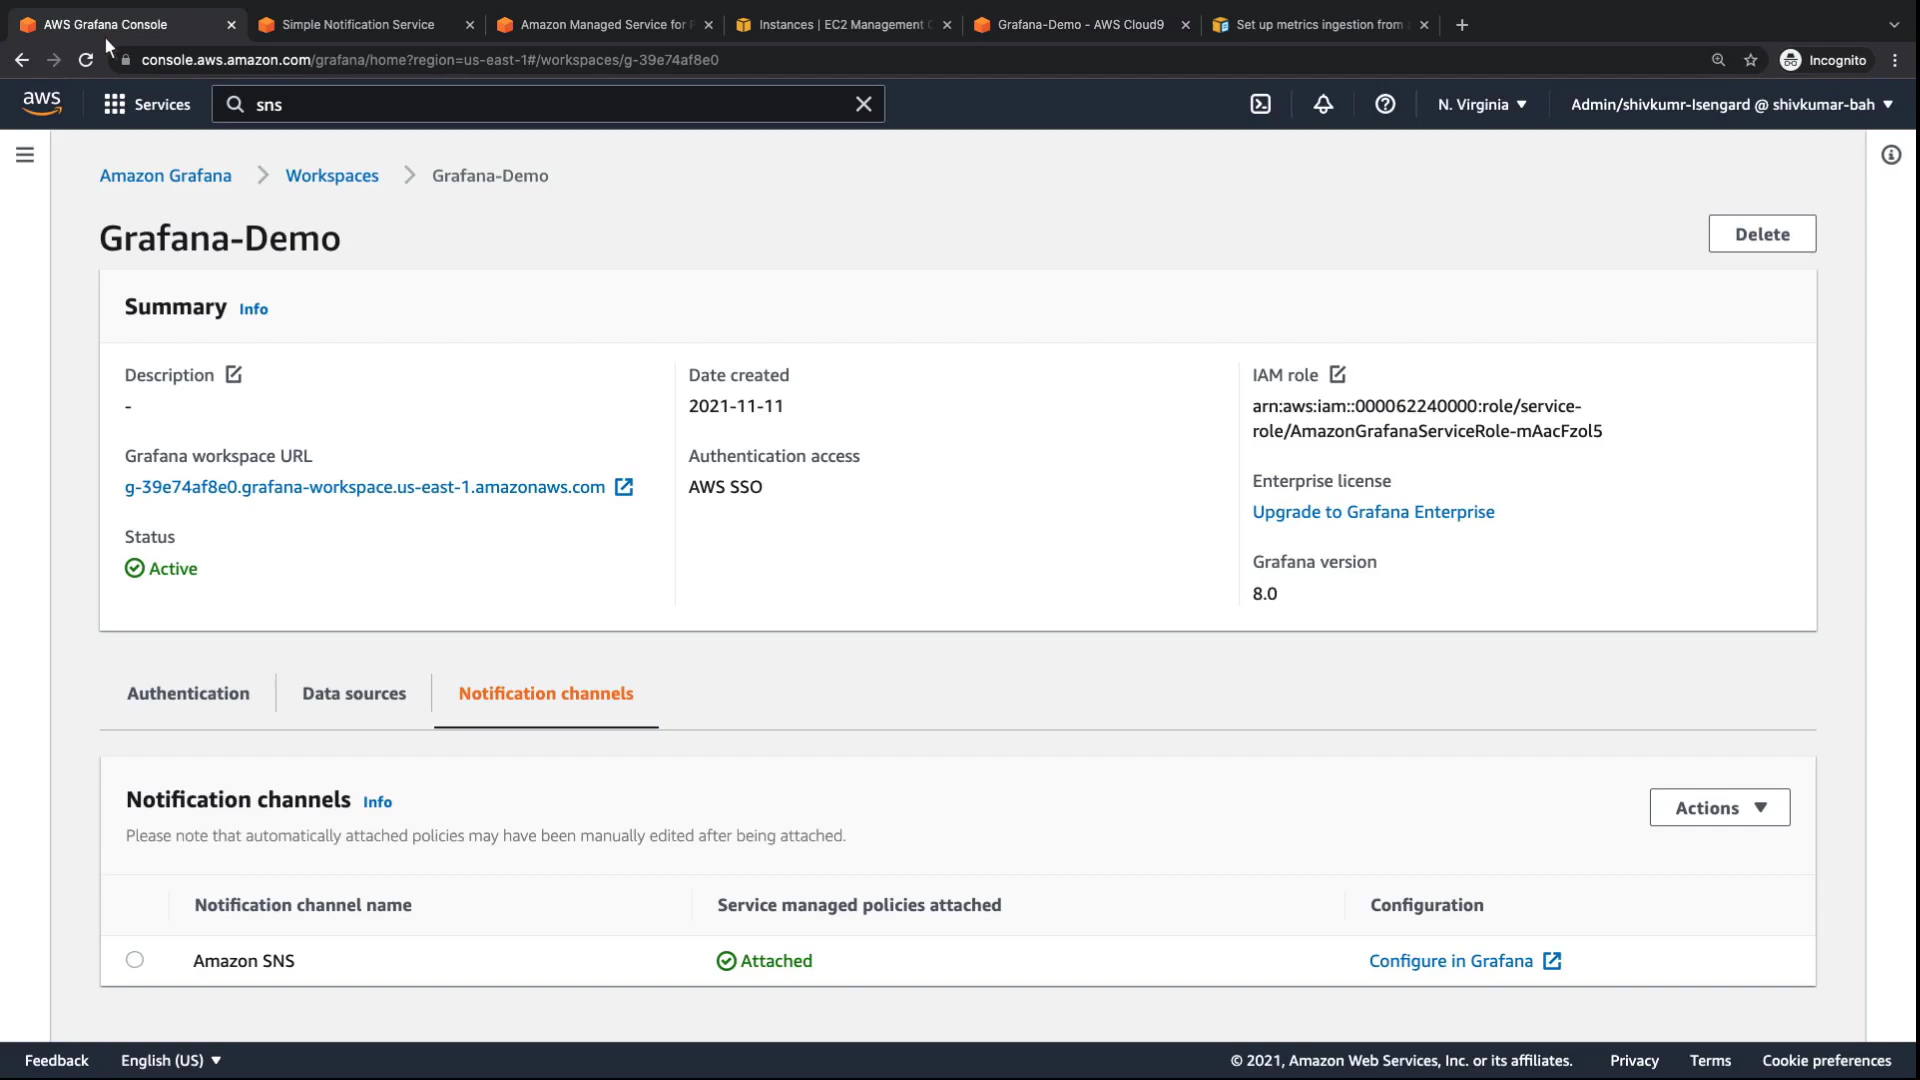 AWS Grafana Console
Simple Notification Service
Amazon Managed Service for P
Instances | EC2 Management C
Grafana-Demo - AWS Cloud9
Set up metrics ingestion from
console.aws.amazon.com/grafana/home?region=us-east-1#/workspaces/g-39e74af8e0
Incognito
aws
Services
sns
N. Virginia
Admin/shivkumr-Isengard @ shivkumar-bah
Amazon Grafana
Workspaces
Grafana-Demo
Grafana-Demo
Delete
Summary Info
Description
-
Grafana workspace URL
g-39e74af8e0.grafana-workspace.us-east-1.amazonaws.com
Status
Active
Date created
2021-11-11
Authentication access
AWS SSO
IAM role
arn:aws:iam::000062240000:role/service-
role/AmazonGrafanaServiceRole-mAacFzol5
Enterprise license
Upgrade to Grafana Enterprise
Grafana version
8.0
Authentication
Data sources
Notification channels
Notification channels Info
Please note that automatically attached policies may have been manually edited after being attached.
Actions
Notification channel name
Service managed policies attached
Configuration
Amazon SNS
Attached
Configure in Grafana
Feedback
English (US)
© 2021, Amazon Web Services, Inc. or its affiliates.
Privacy
Terms
Cookie preferences